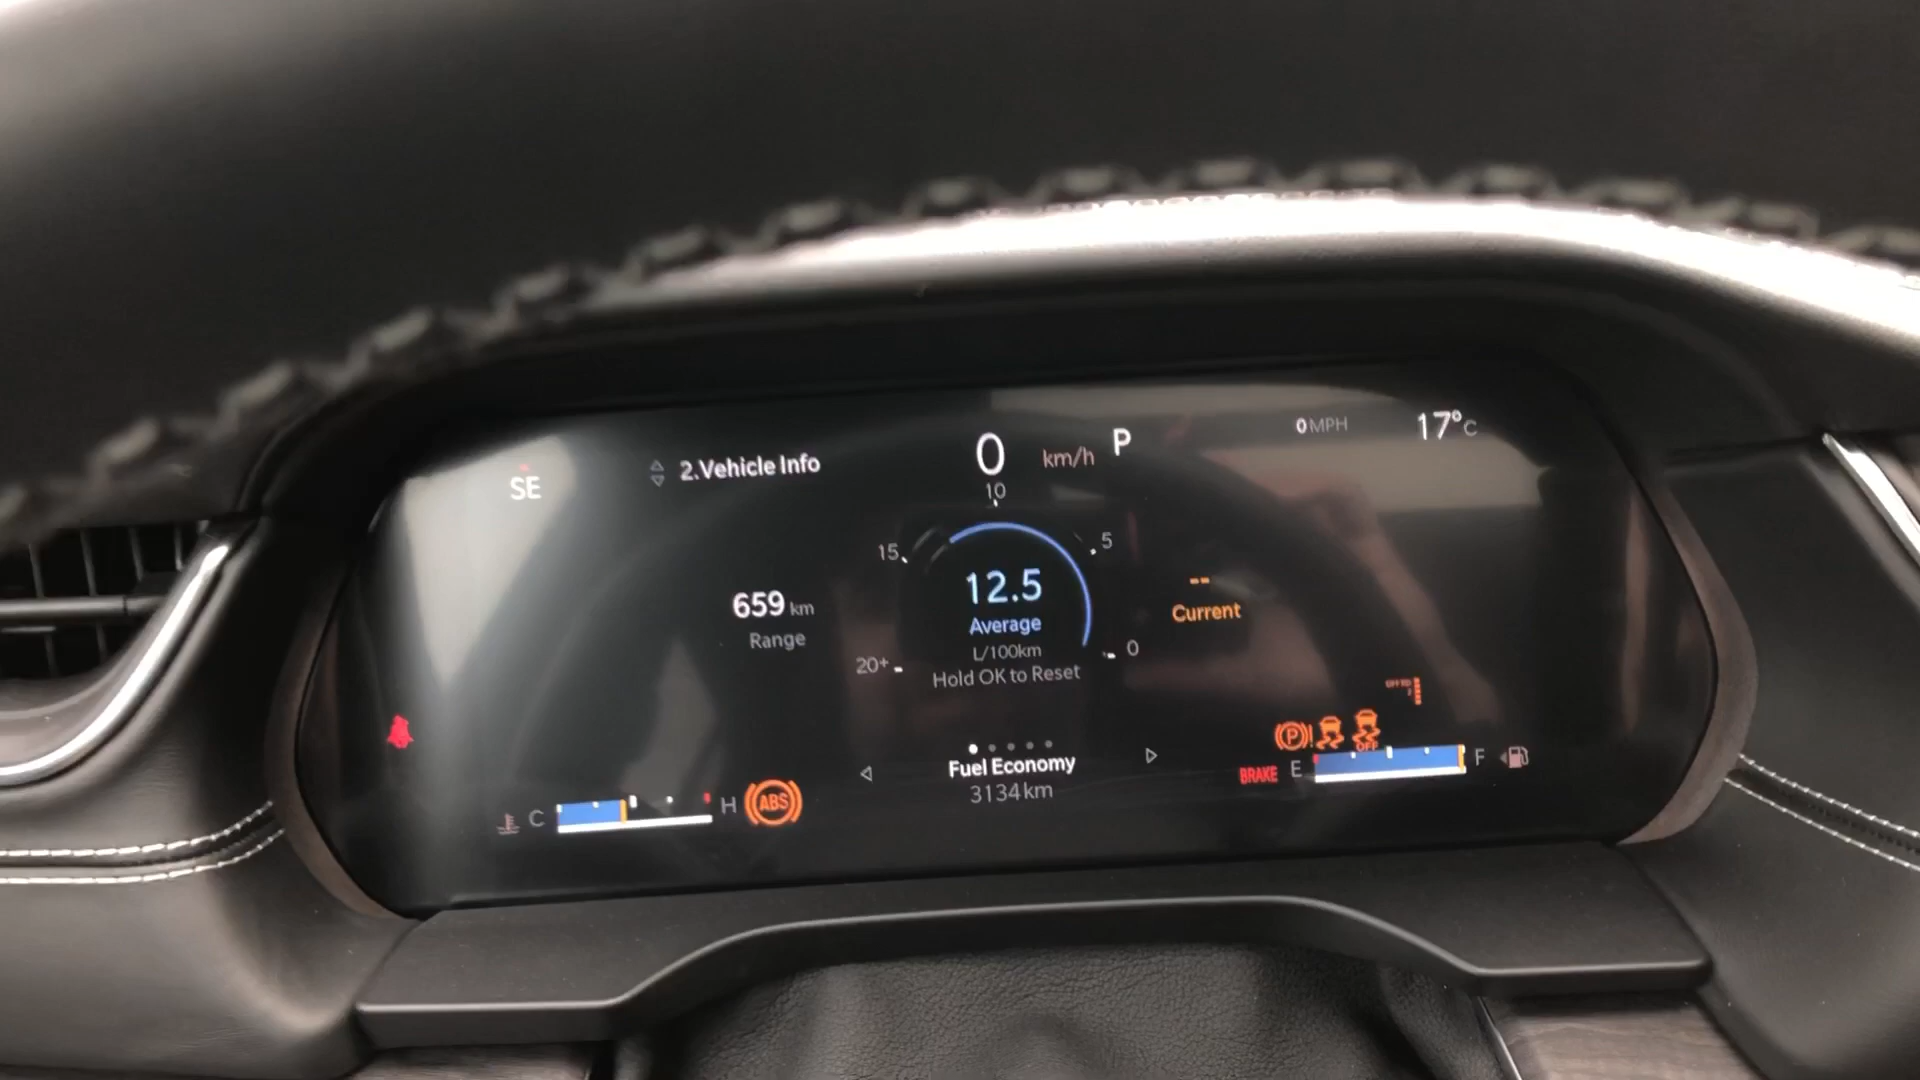 0 MPH
17°C
SE
2.Vehicle Info
0 km/h P
10
15
5
12.5
Average
L/100km
Hold OK to Reset
20+
0
659 km
Range
--
Current
Fuel Economy
3134 km
C
H
ABS
P
OFF
BRAKE
E
F